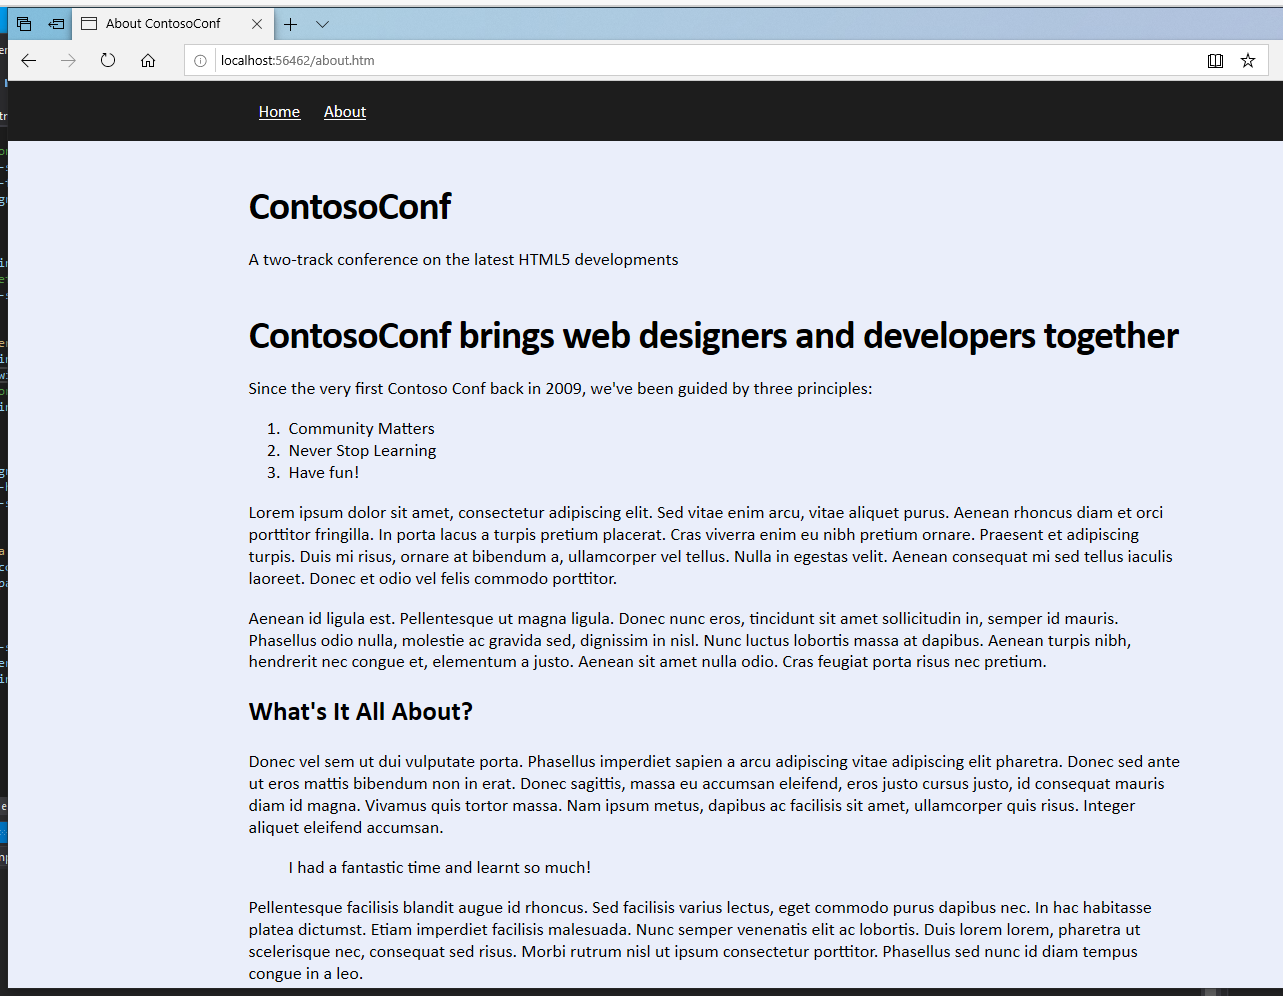 About ContosoConf
localhost:56462/about.htm
Home About
ContosoConf
A two-track conference on the latest HTML5 developments
ContosoConf brings web designers and developers together
Since the very first Contoso Conf back in 2009, we've been guided by three principles:
1. Community Matters
2. Never Stop Learning
3. Have fun!
Lorem ipsum dolor sit amet, consectetur adipiscing elit. Sed vitae enim arcu, vitae aliquet purus. Aenean rhoncus diam et orci
porttitor fringilla. In porta lacus a turpis pretium placerat. Cras viverra enim eu nibh pretium ornare. Praesent et adipiscing
turpis. Duis mi risus, ornare at bibendum a, ullamcorper vel tellus. Nulla in egestas velit. Aenean consequat mi sed tellus iaculis
laoreet. Donec et odio vel felis commodo porttitor.
Aenean id ligula est. Pellentesque ut magna ligula. Donec nunc eros, tincidunt sit amet sollicitudin in, semper id mauris.
Phasellus odio nulla, molestie ac gravida sed, dignissim in nisl. Nunc luctus lobortis massa at dapibus. Aenean turpis nibh,
hendrerit nec congue et, elementum a justo. Aenean sit amet nulla odio. Cras feugiat porta risus nec pretium.
What's It All About?
Donec vel sem ut dui vulputate porta. Phasellus imperdiet sapien a arcu adipiscing vitae adipiscing elit pharetra. Donec sed ante
ut eros mattis bibendum non in erat. Donec sagittis, massa eu accumsan eleifend, eros justo cursus justo, id consequat mauris
diam id magna. Vivamus quis tortor massa. Nam ipsum metus, dapibus ac facilisis sit amet, ullamcorper quis risus. Integer
aliquet eleifend accumsan.
I had a fantastic time and learnt so much!
Pellentesque facilisis blandit augue id rhoncus. Sed facilisis varius lectus, eget commodo purus dapibus nec. In hac habitasse
platea dictumst. Etiam imperdiet facilisis malesuada. Nunc semper venenatis elit ac lobortis. Duis lorem lorem, pharetra ut
scelerisque nec, consequat sed risus. Morbi rutrum nisl ut ipsum consectetur porttitor. Phasellus sed nunc id diam tempus
congue in a leo.